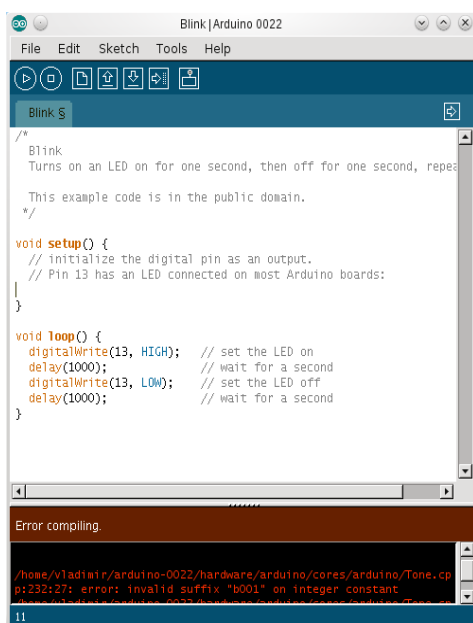 Blink | Arduino 0022
File Edit Sketch Tools Help
Blink §
/*
Blink
Turns on an LED on for one second, then off for one second, repea
This example code is in the public domain.
*/
void setup() {
// initialize the digital pin as an output.
// Pin 13 has an LED connected on most Arduino boards:
}
void loop() {
digitalWrite(13, HIGH); // set the LED on
delay(1000); // wait for a second
digitalWrite(13, LOW); // set the LED off
delay(1000); // wait for a second
}
Error compiling.
/home/vladimir/arduino-0022/hardware/arduino/cores/arduino/Tone.cp
p:232:27: error: invalid suffix "b001" on integer constant
11